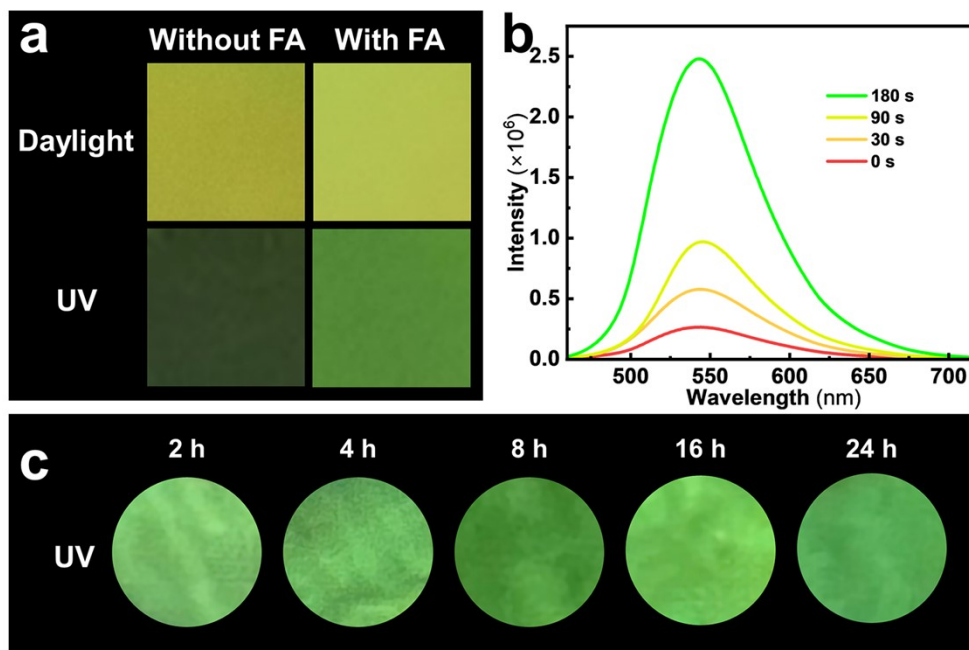 a
Without FA With FA
Daylight
UV
b
Intensity (×10⁶)
2.5
2.0
1.5
1.0
0.5
0.0
180 s
90 s
30 s
0 s
500 550 600 650 700
Wavelength (nm)
c
2 h 4 h 8 h 16 h 24 h
UV